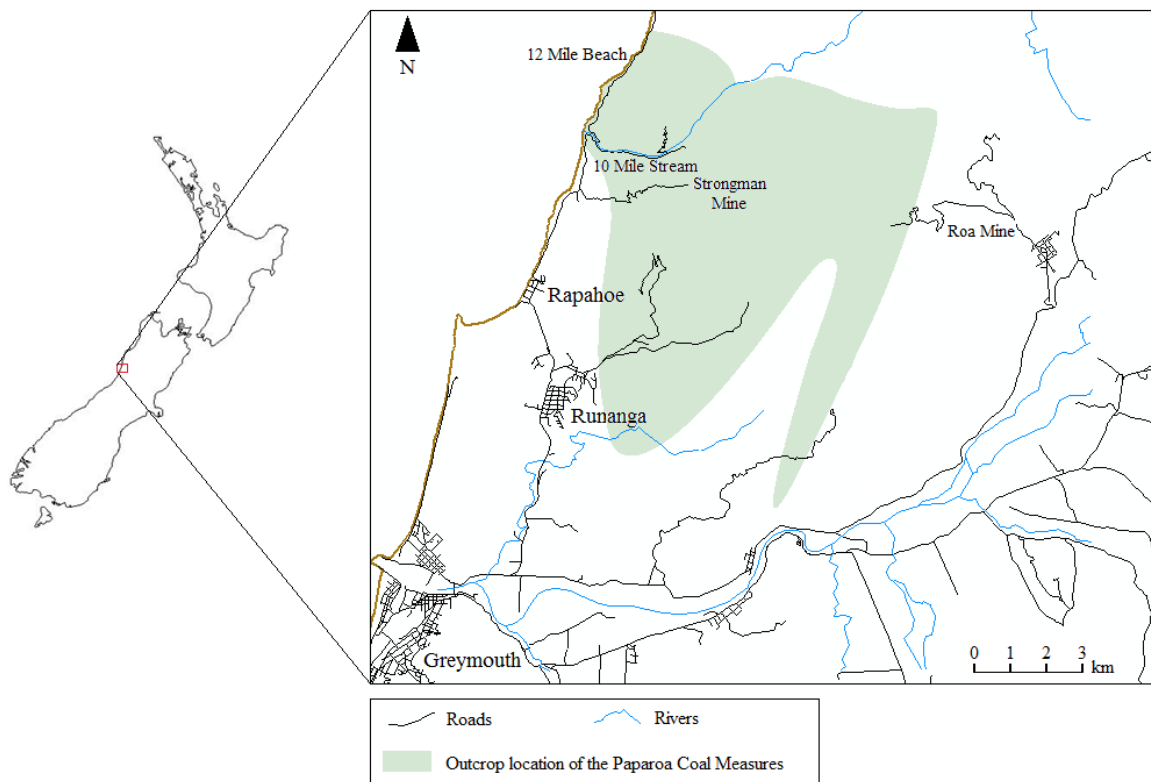 12 Mile Beach
N
10 Mile Stream
Strongman
Mine
Roa Mine
Rapahoe
Runanga
Greymouth
0 1 2 3
km
Roads
Rivers
Outcrop location of the Paparoa Coal Measures